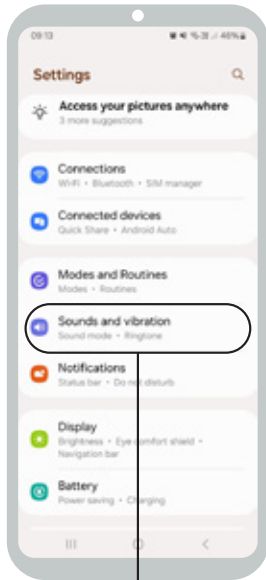 09:13
46%
Settings
Access your pictures anywhere
3 more suggestions
Connections
Wi-Fi • Bluetooth • SIM manager
Connected devices
Quick Share • Android Auto
Modes and Routines
Modes • Routines
Sounds and vibration
Sound mode • Ringtone
Notifications
Status bar • Do not disturb
Display
Brightness • Eye comfort shield •
Navigation bar
Battery
Power saving • Charging